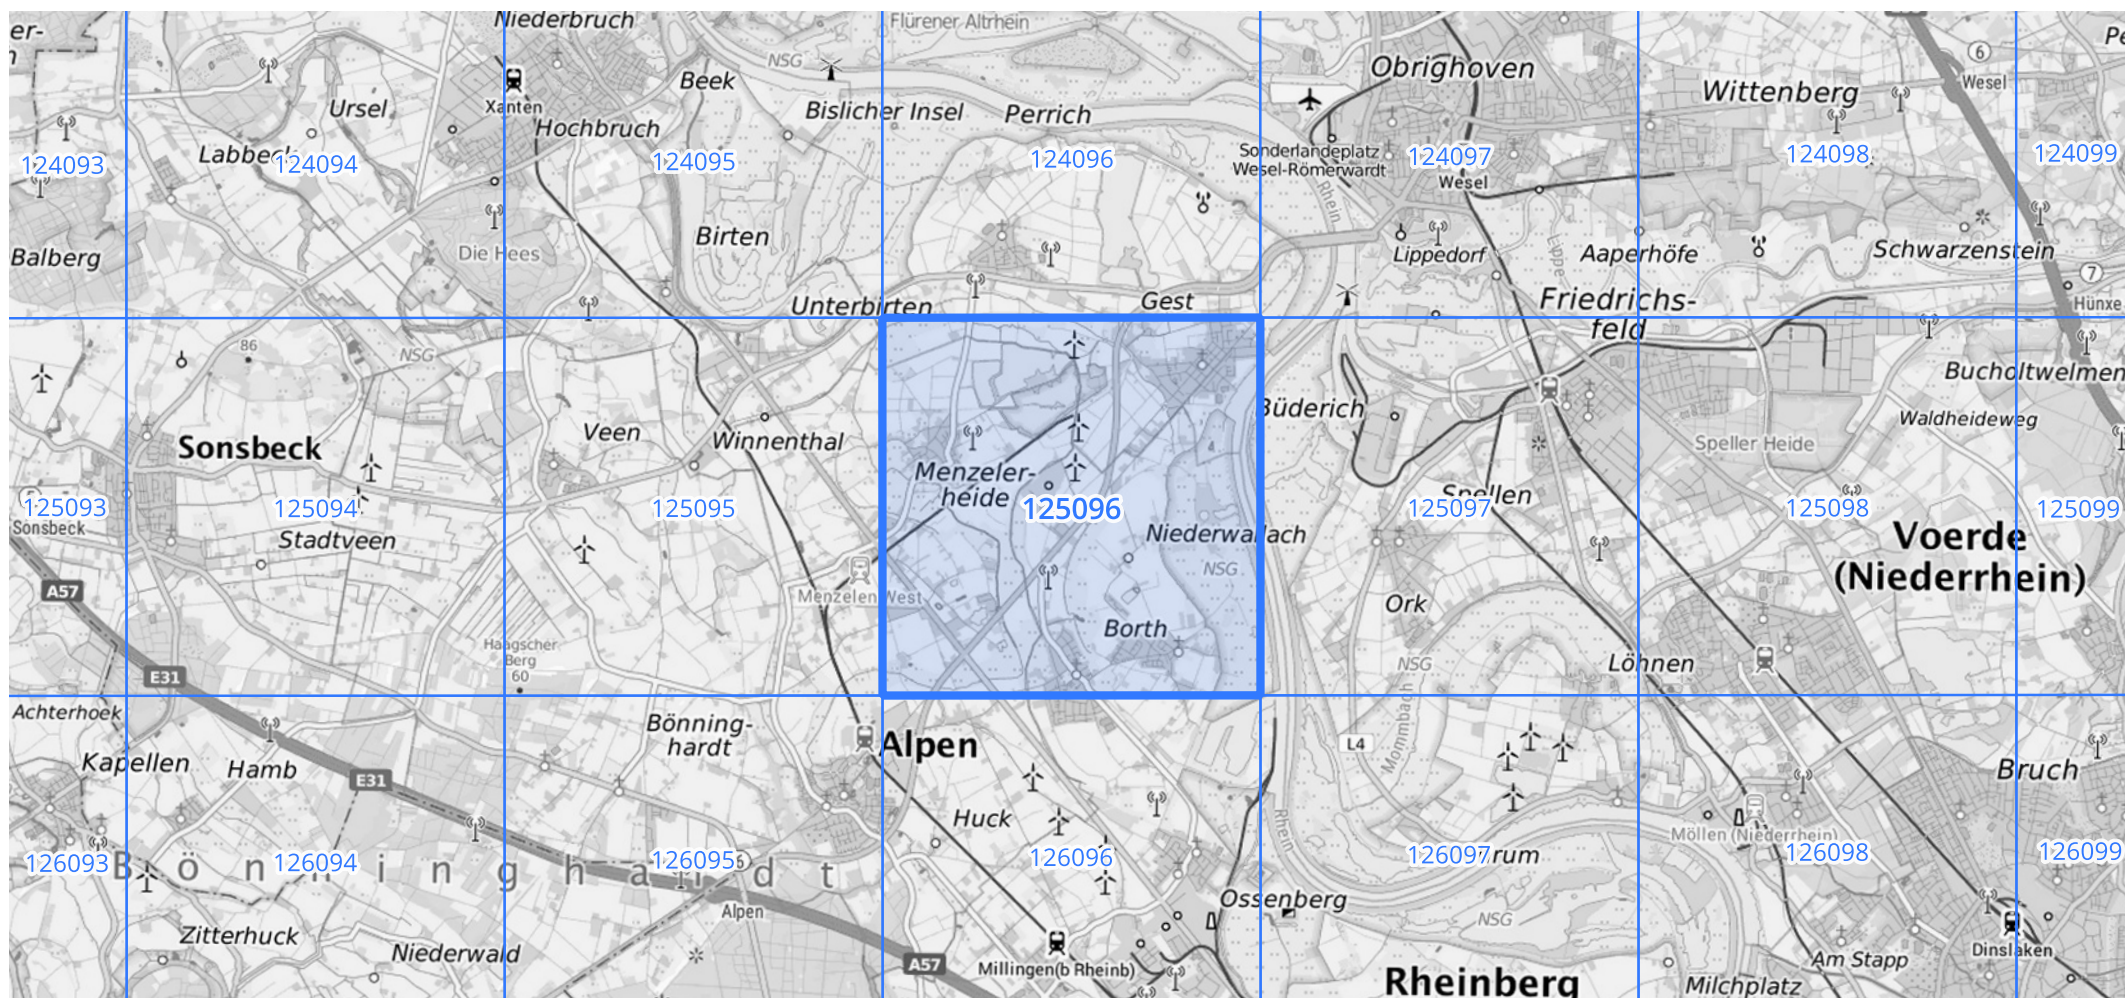 er-
n
Niederbruch
Flürener Altrhein
NSG
Obrighoven
6
Wesel
Ursel
Xanten
Beek
Bislicher Insel
Perrich
Wittenberg
Hochbruch
Labbeck
124093
124094
124095
124096
Sonderlandeplatz
Wesel-Römerwardt
124097
124098
124099
Wesel
Rhein
Balberg
Die Hees
Birten
Lippedorf
Lippe
Aaperhöfe
Schwarzenstein
7
Hünxe
Unterbirten
Gest
Friedrichs-
feld
86
NSG
Bucholtwelmen
Sonsbeck
Veen
Winnenthal
Büderich
Waldheideweg
Speller Heide
Menzeler-
heide
Spellen
125093
125094
125095
125096
125097
125098
125099
Sonsbeck
Stadtveen
Niederwallach
Voerde
(Niederrhein)
A57
Menzelen West
NSG
Ork
Borth
Haagscher
Berg
60
E31
NSG
Löhnen
Achterhoek
Bönning-
hardt
Mommbach
Kapellen
Hamb
E31
Alpen
L4
Bruch
Huck
Rhein
Möllen (Niederrhein)
126093
126094
126095
126096
126097
126098
126099
Bönninghardt
Alpen
Ossenberg
NSG
Zitterhuck
Niederwald
A57
Millingen(b Rheinb)
Dinslaken
Am Stapp
Rheinberg
Milchplatz